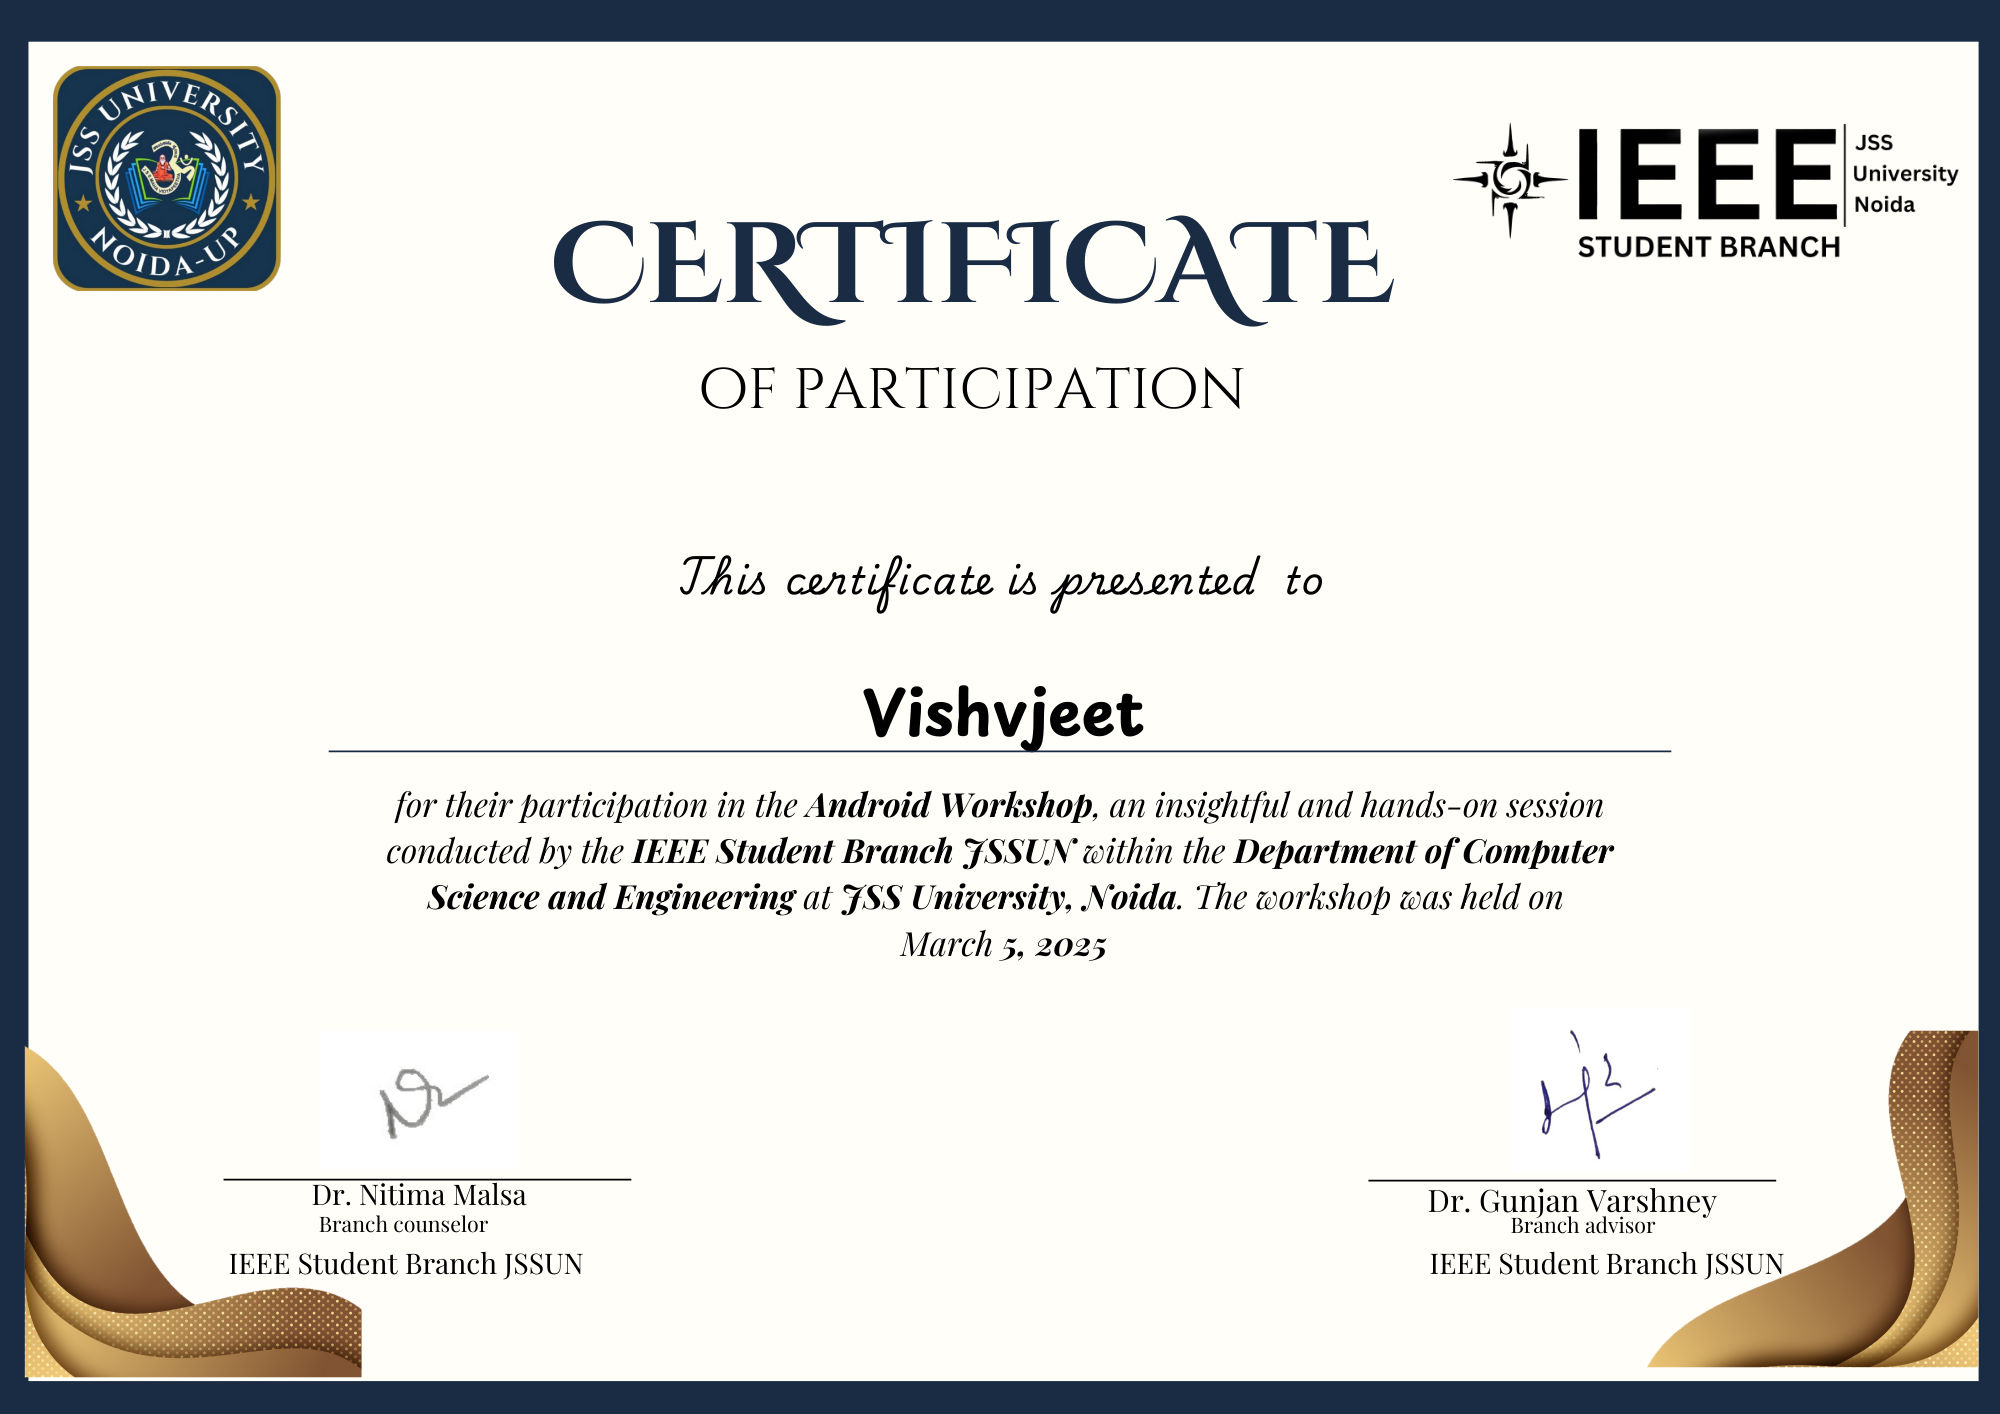 JSS UNIVERSITY
NOIDA-UP
IEEE
STUDENT BRANCH
JSS
University
Noida
CERTIFICATE
OF PARTICIPATION
This certificate is presented to
Vishvjeet
for their participation in the Android Workshop, an insightful and hands-on session
conducted by the IEEE Student Branch JSSUN within the Department of Computer
Science and Engineering at JSS University, Noida. The workshop was held on
March 5, 2025
Dr. Nitima Malsa
Branch counselor
IEEE Student Branch JSSUN
Dr. Gunjan Varshney
Branch advisor
IEEE Student Branch JSSUN